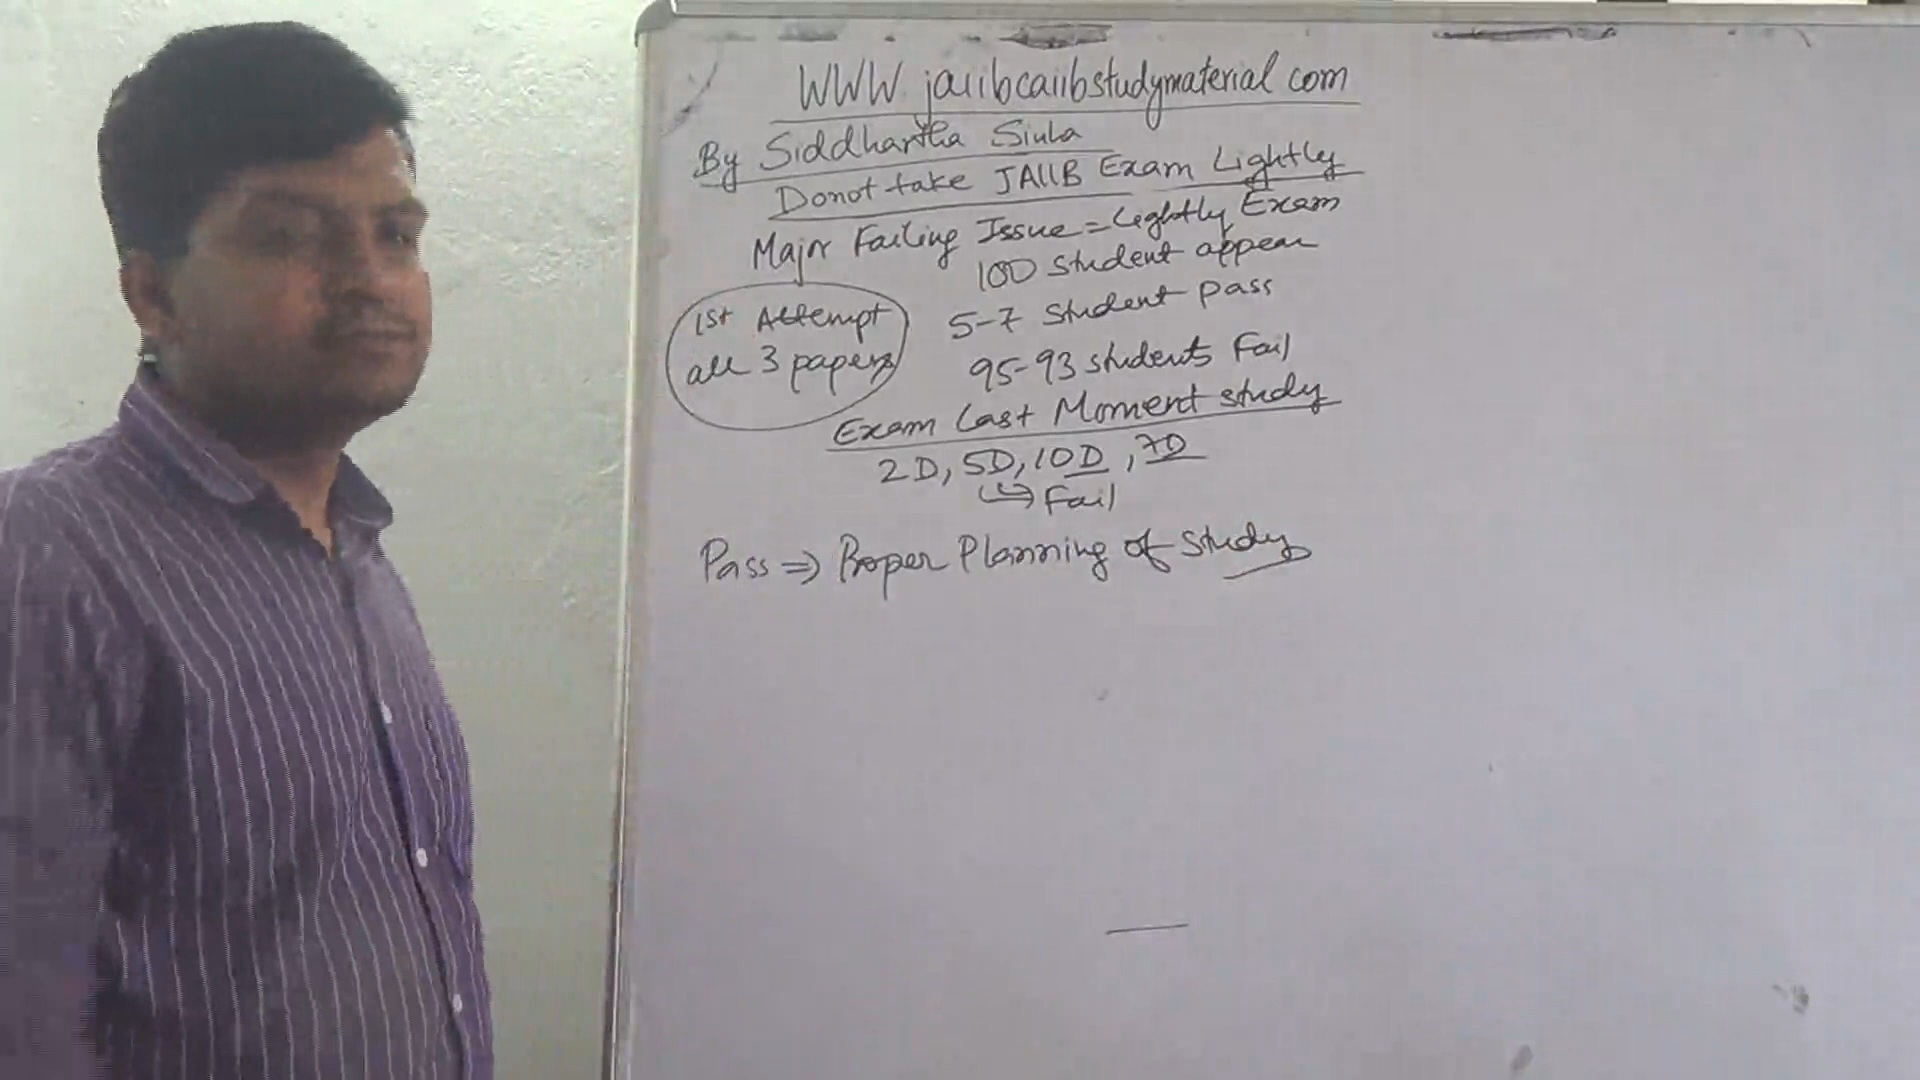 WWW jaiibcaiibstudymaterial com
By Siddhartha Sinha
Donot take JAIIB Exam Lightly
Major Failing Issue = Lightly Exam
100 student appear
1st Attempt
all 3 papers
5-7 student pass
95-93 students Fail
Exam Last Moment study
2D, 5D, 10D, 7D
Fail
Pass ⇒ Proper Planning of study